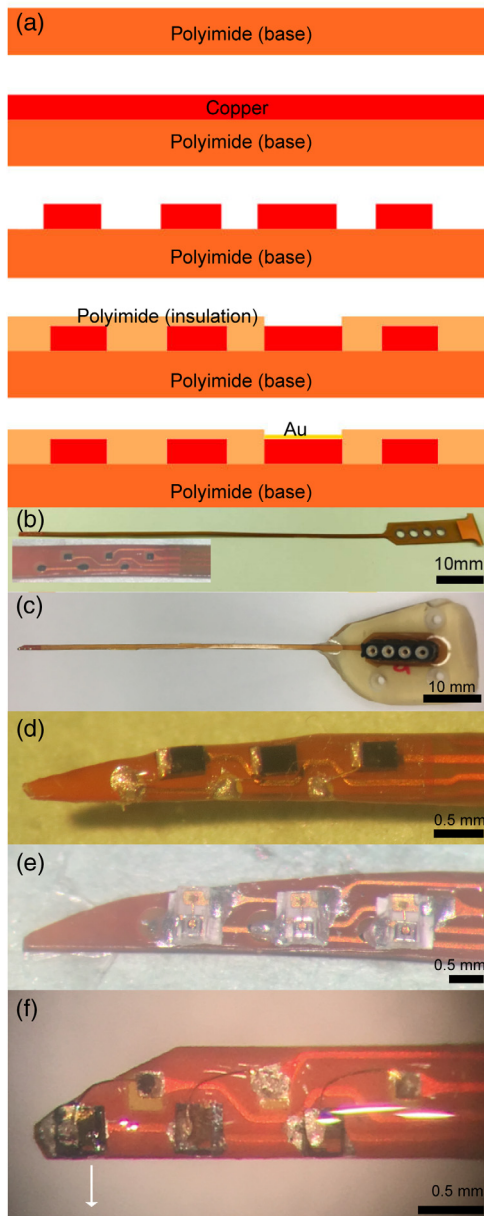 (a)
Polyimide (base)
Copper
Polyimide (base)
Polyimide (base)
Polyimide (insulation)
Polyimide (base)
Au
Polyimide (base)
(b)
10mm
(c)
10 mm
(d)
0.5 mm
(e)
0.5 mm
(f)
0.5 mm